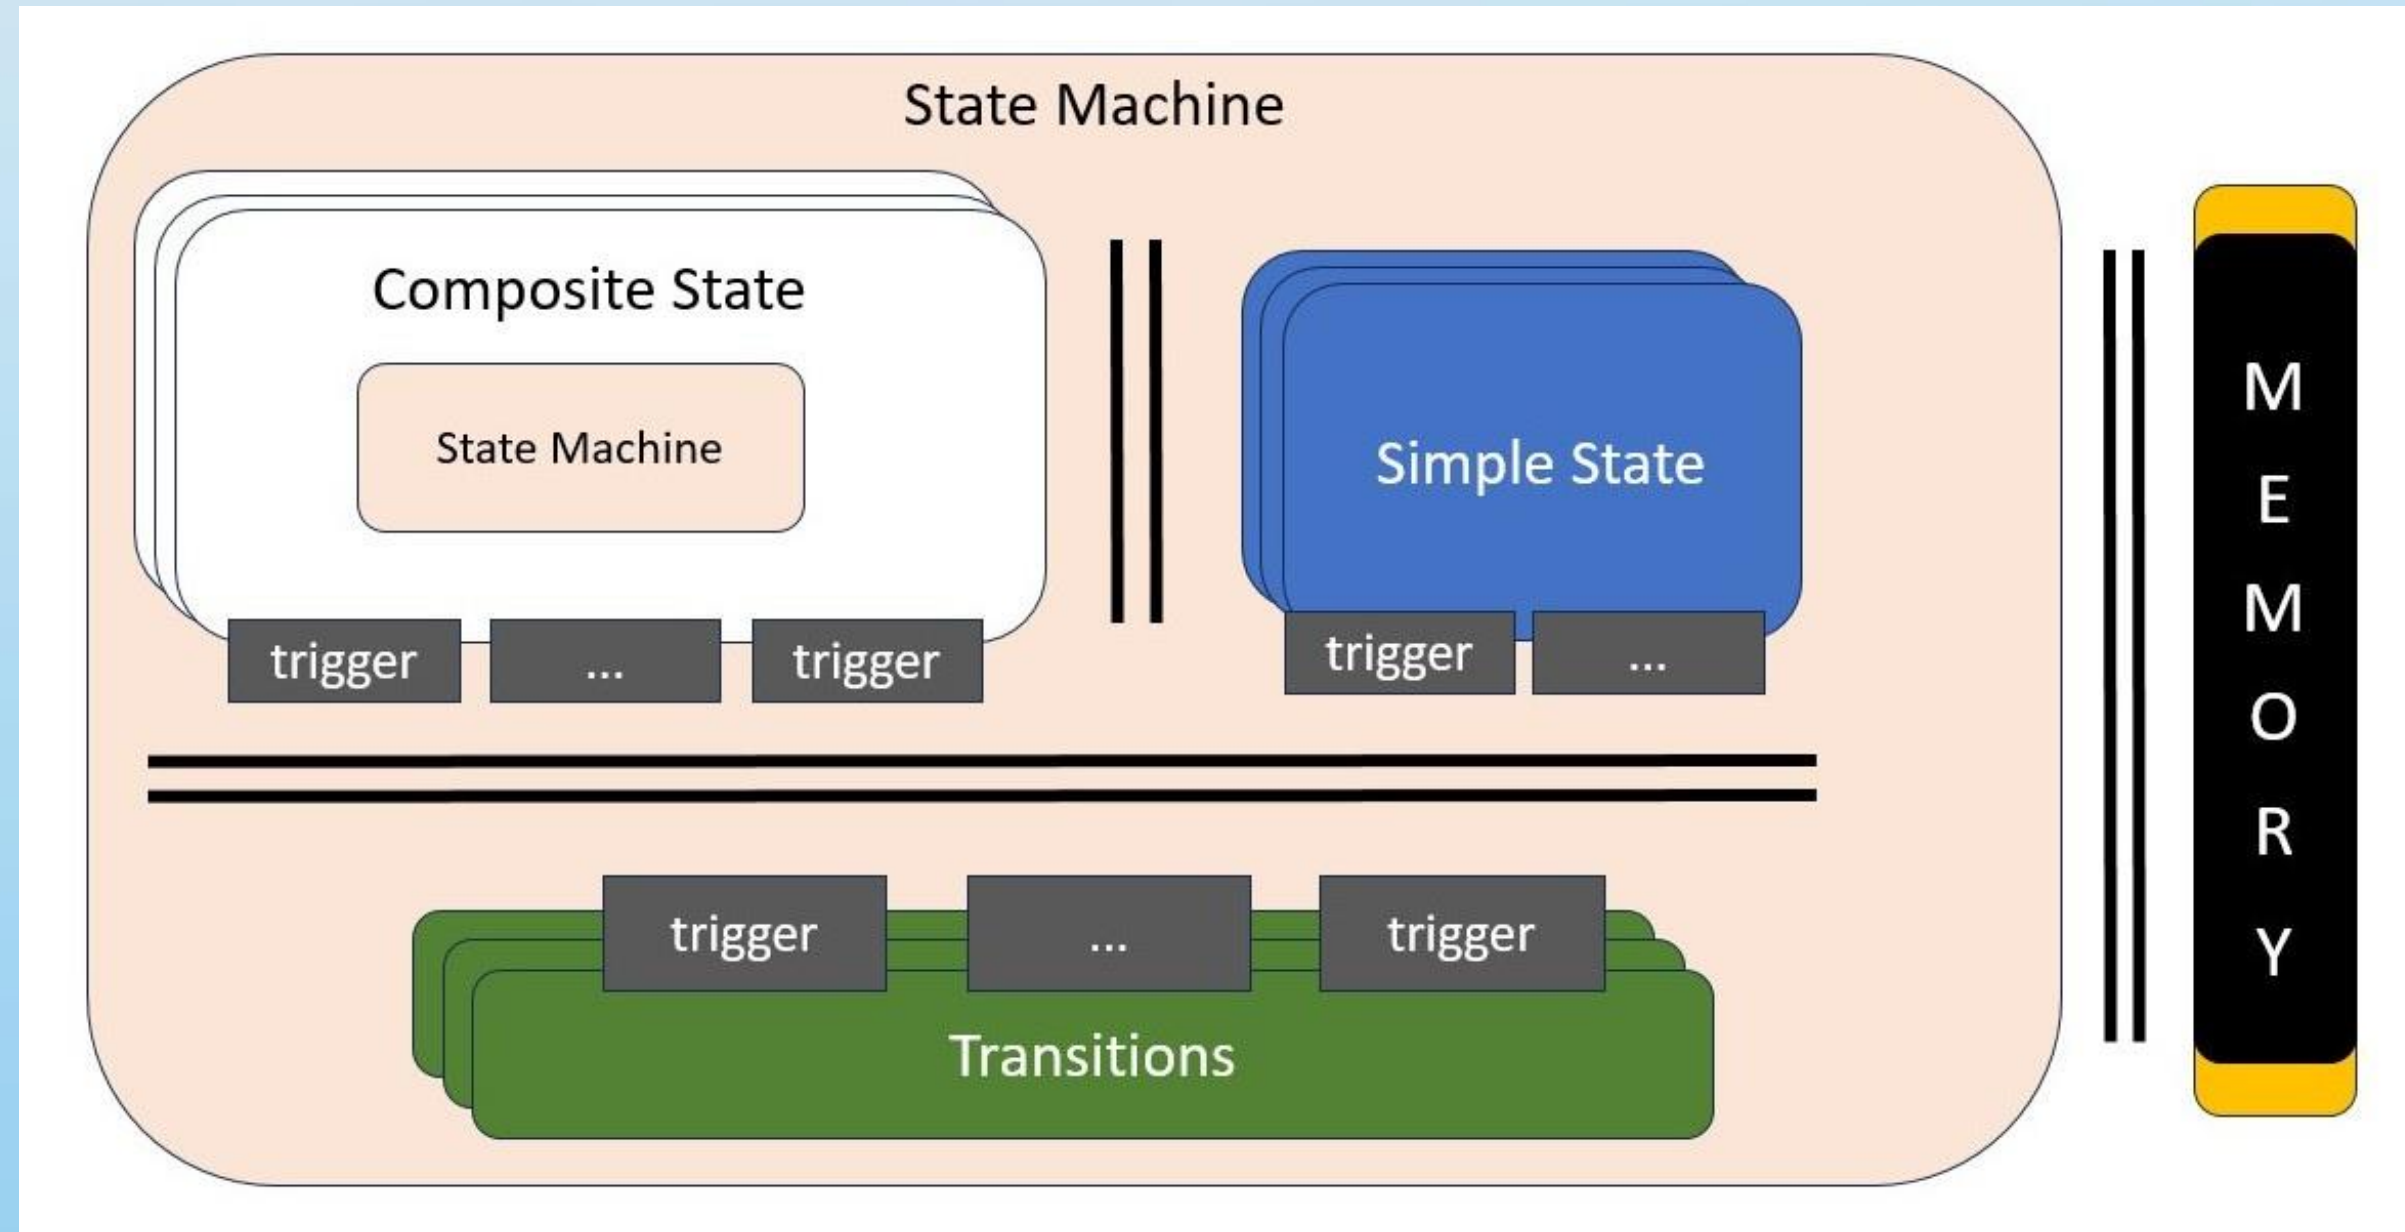 State Machine
Composite State
State Machine
trigger
...
trigger
Simple State
trigger
...
trigger
...
trigger
Transitions
M
E
M
O
R
Y